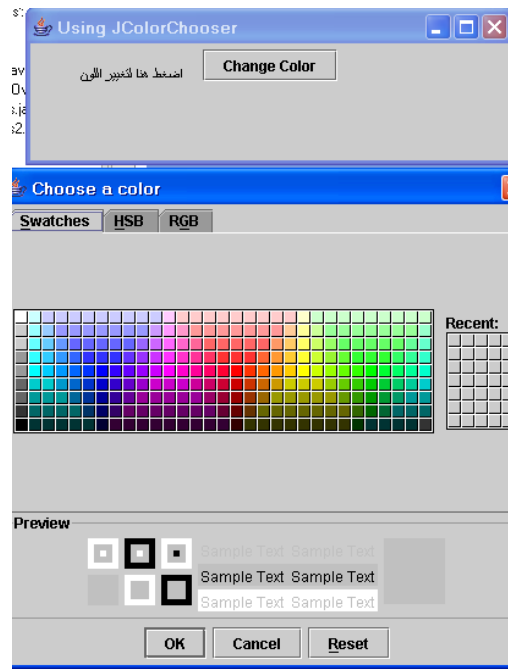 Using JColorChooser
اضغط هنا لتغيير اللون
Change Color
Choose a color
Swatches HSB RGB
Recent:
Preview
Sample Text Sample Text
Sample Text Sample Text
Sample Text Sample Text
OK Cancel Reset